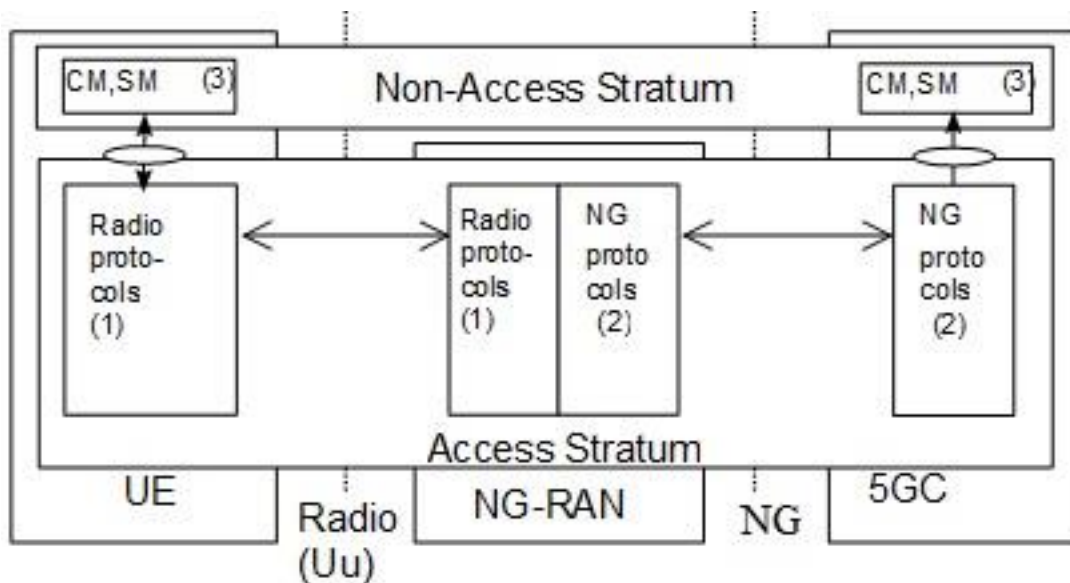 CM,SM (3)
Non-Access Stratum
CM,SM (3)
Radio
proto-
cols
(1)
Radio
proto-
cols
(1)
NG
proto
cols
(2)
NG
proto
cols
(2)
Access Stratum
UE
Radio
(Uu)
NG-RAN
NG
5GC